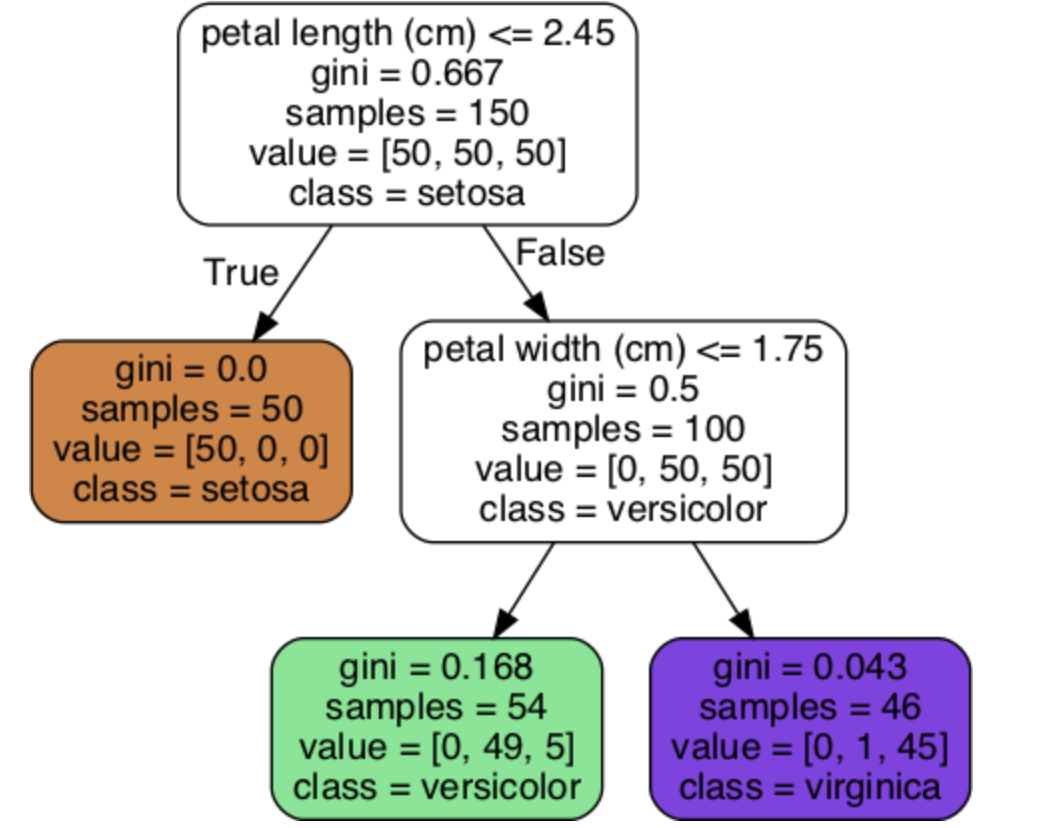 petal length (cm) <= 2.45
gini = 0.667
samples = 150
value = [50, 50, 50]
class = setosa
True
False
gini = 0.0
samples = 50
value = [50, 0, 0]
class = setosa
petal width (cm) <= 1.75
gini = 0.5
samples = 100
value = [0, 50, 50]
class = versicolor
gini = 0.168
samples = 54
value = [0, 49, 5]
class = versicolor
gini = 0.043
samples = 46
value = [0, 1, 45]
class = virginica